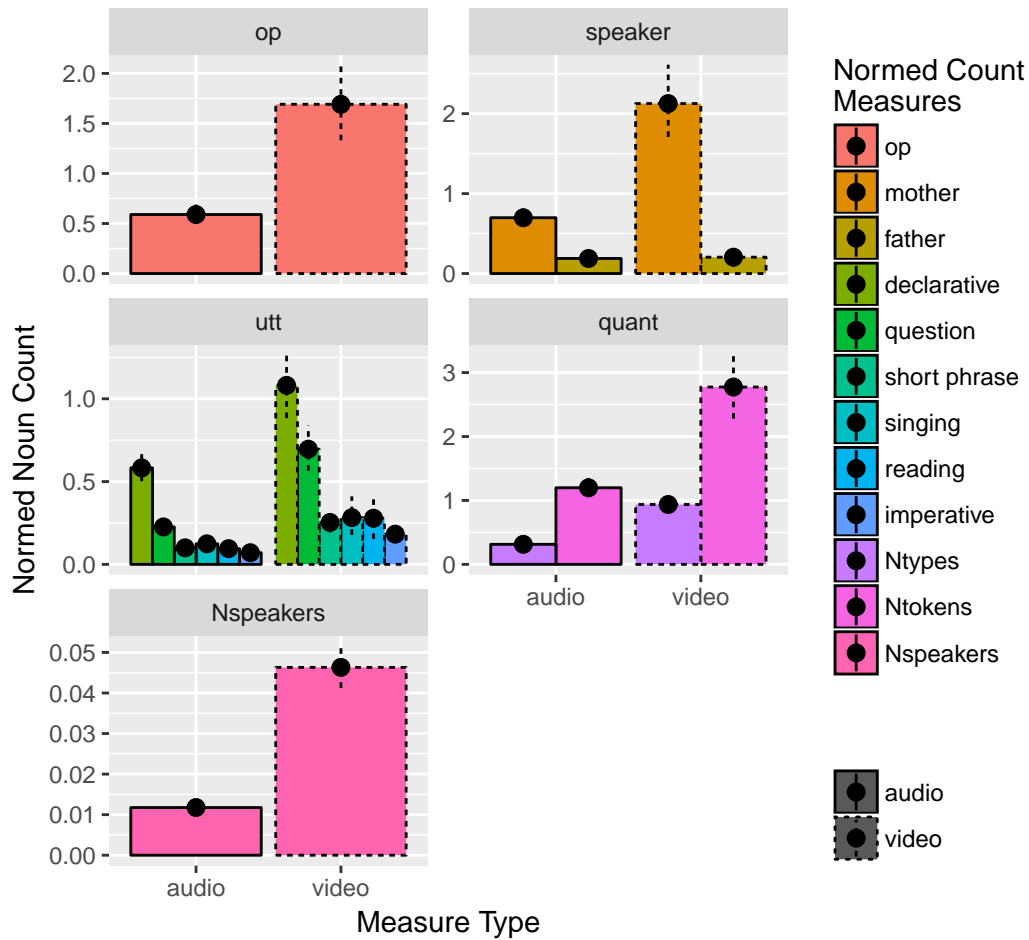 op
speaker
2.0
1.5
1.0
0.5
0.0
2
1
0
utt
quant
1.0
0.5
0.0
3
2
1
0
audio
video
Nspeakers
0.05
0.04
0.03
0.02
0.01
0.00
audio
video
Normed Noun Count
Measure Type
Normed Count
Measures
op
mother
father
declarative
question
short phrase
singing
reading
imperative
Ntypes
Ntokens
Nspeakers
audio
video